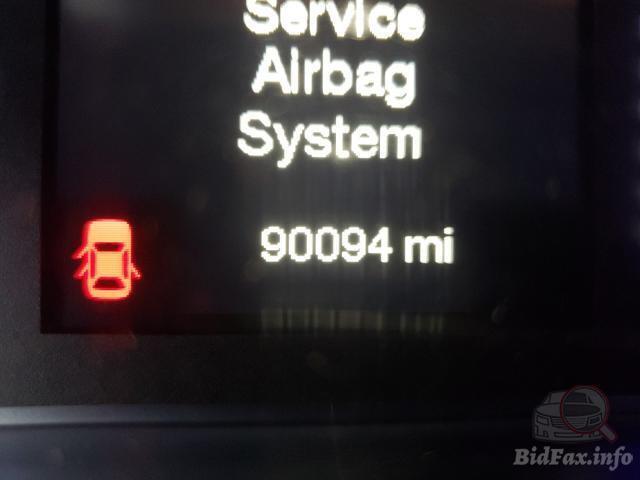 Service
Airbag
System
90094 mi
BidFax.info